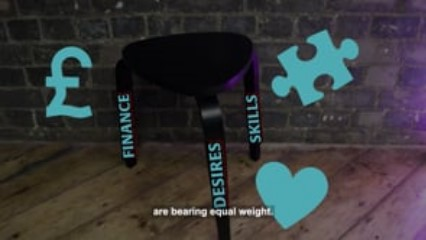 £
FINANCE
DESIRES
SKILLS
are bearing equal weight.